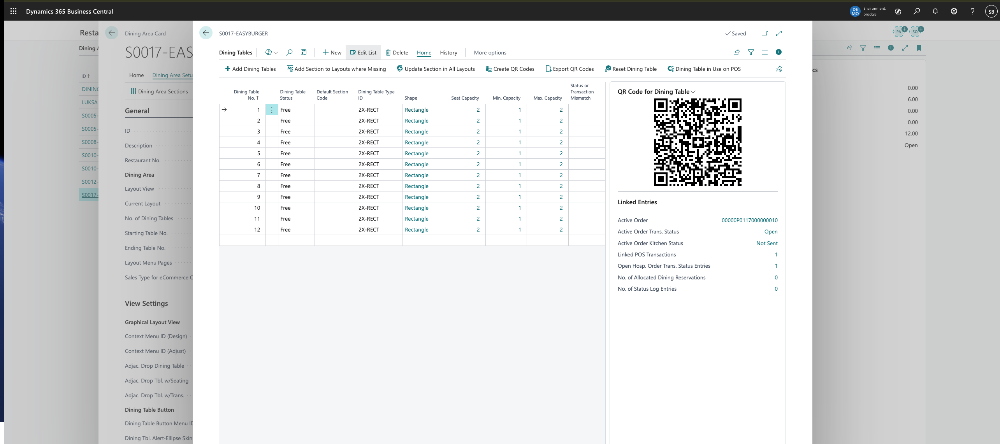 Dynamics 365 Business Central
DE
MO
Environment:
prodGB
SB
Resta
Dining A
ID ↑
DINING
LUKSA
S0005-
S0005-
S0008-
S0010-
S0010-
S0012-
S0017-
Dining Area Card
S0017-EAS
Home Dining Area Setu
Dining Area Sections
General
ID
Description
Restaurant No.
Dining Area
Layout View
Current Layout
No. of Dining Tables
Starting Table No.
Ending Table No.
Layout Menu Pages
Sales Type for eCommerce C
View Settings
Graphical Layout View
Context Menu ID (Design)
Context Menu ID (Adjust)
Adjac. Drop Dining Table
Adjac. Drop Tbl. w/Seating
Adjac. Drop Tbl. w/Trans.
Dining Table Button
Dining Table Button Menu ID
Dining Tbl. Alert-Ellipse Skin
S0017-EASYBURGER
Saved
Dining Tables New Edit List Delete Home History More options
Add Dining Tables Add Section to Layouts where Missing Update Section in All Layouts Create QR Codes Export QR Codes Reset Dining Table Dining Table in Use on POS
Dining Table No. ↑ Dining Table Status Default Section Code Dining Table Type ID Shape Seat Capacity Min. Capacity Max. Capacity Status or Transaction Mismatch
1 Free 2X-RECT Rectangle 2 1 2
2 Free 2X-RECT Rectangle 2 1 2
3 Free 2X-RECT Rectangle 2 1 2
4 Free 2X-RECT Rectangle 2 1 2
5 Free 2X-RECT Rectangle 2 1 2
6 Free 2X-RECT Rectangle 2 1 2
7 Free 2X-RECT Rectangle 2 1 2
8 Free 2X-RECT Rectangle 2 1 2
9 Free 2X-RECT Rectangle 2 1 2
10 Free 2X-RECT Rectangle 2 1 2
11 Free 2X-RECT Rectangle 2 1 2
12 Free 2X-RECT Rectangle 2 1 2
QR Code for Dining Table
Linked Entries
Active Order 00000P0117000000010
Active Order Trans. Status Open
Active Order Kitchen Status Not Sent
Linked POS Transactions 1
Open Hosp. Order Trans. Status Entries 1
No. of Allocated Dining Reservations 0
No. of Status Log Entries 0
PA
SO
cs
0.00
6.00
0.00
0.00
12.00
Open